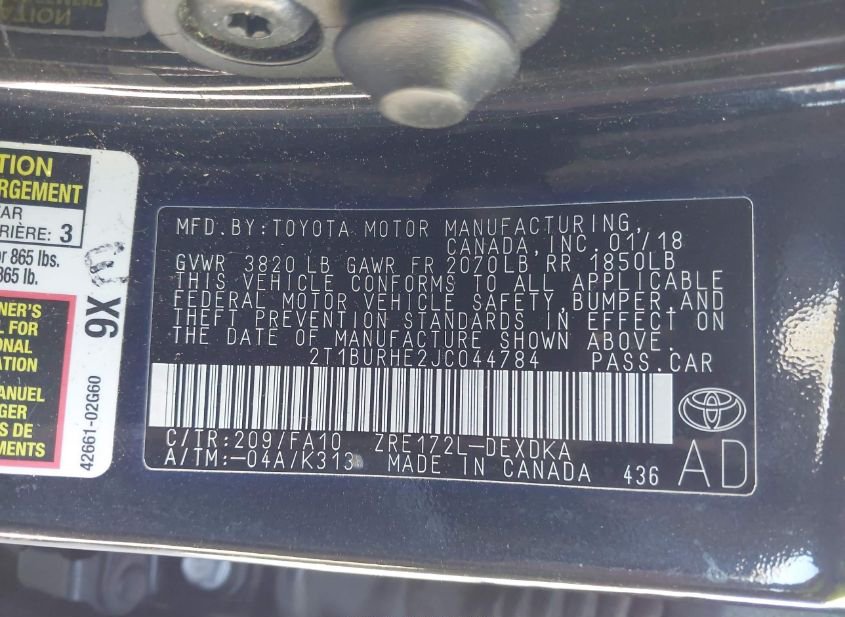 TION
RGEMENT
AR
RIÈRE: 3
r 865 lbs.
865 lb.
NER'S
L FOR
ONAL
ATION
ANUEL
GER
S DE
NTS
9X
42661-02G60
MFD. BY: TOYOTA MOTOR MANUFACTURING,
CANADA, INC. 01/18
GVWR 3820 LB GAWR FR 2070LB RR 1850LB
THIS VEHICLE CONFORMS TO ALL APPLICABLE
FEDERAL MOTOR VEHICLE SAFETY, BUMPER, AND
THEFT PREVENTION STANDARDS IN EFFECT ON
THE DATE OF MANUFACTURE SHOWN ABOVE.
2T1BURHE2JC044784 PASS.CAR
C/TR:209/FA10 ZRE172L-DEXDKA
A/TM:-04A/K313 MADE IN CANADA 436
AD